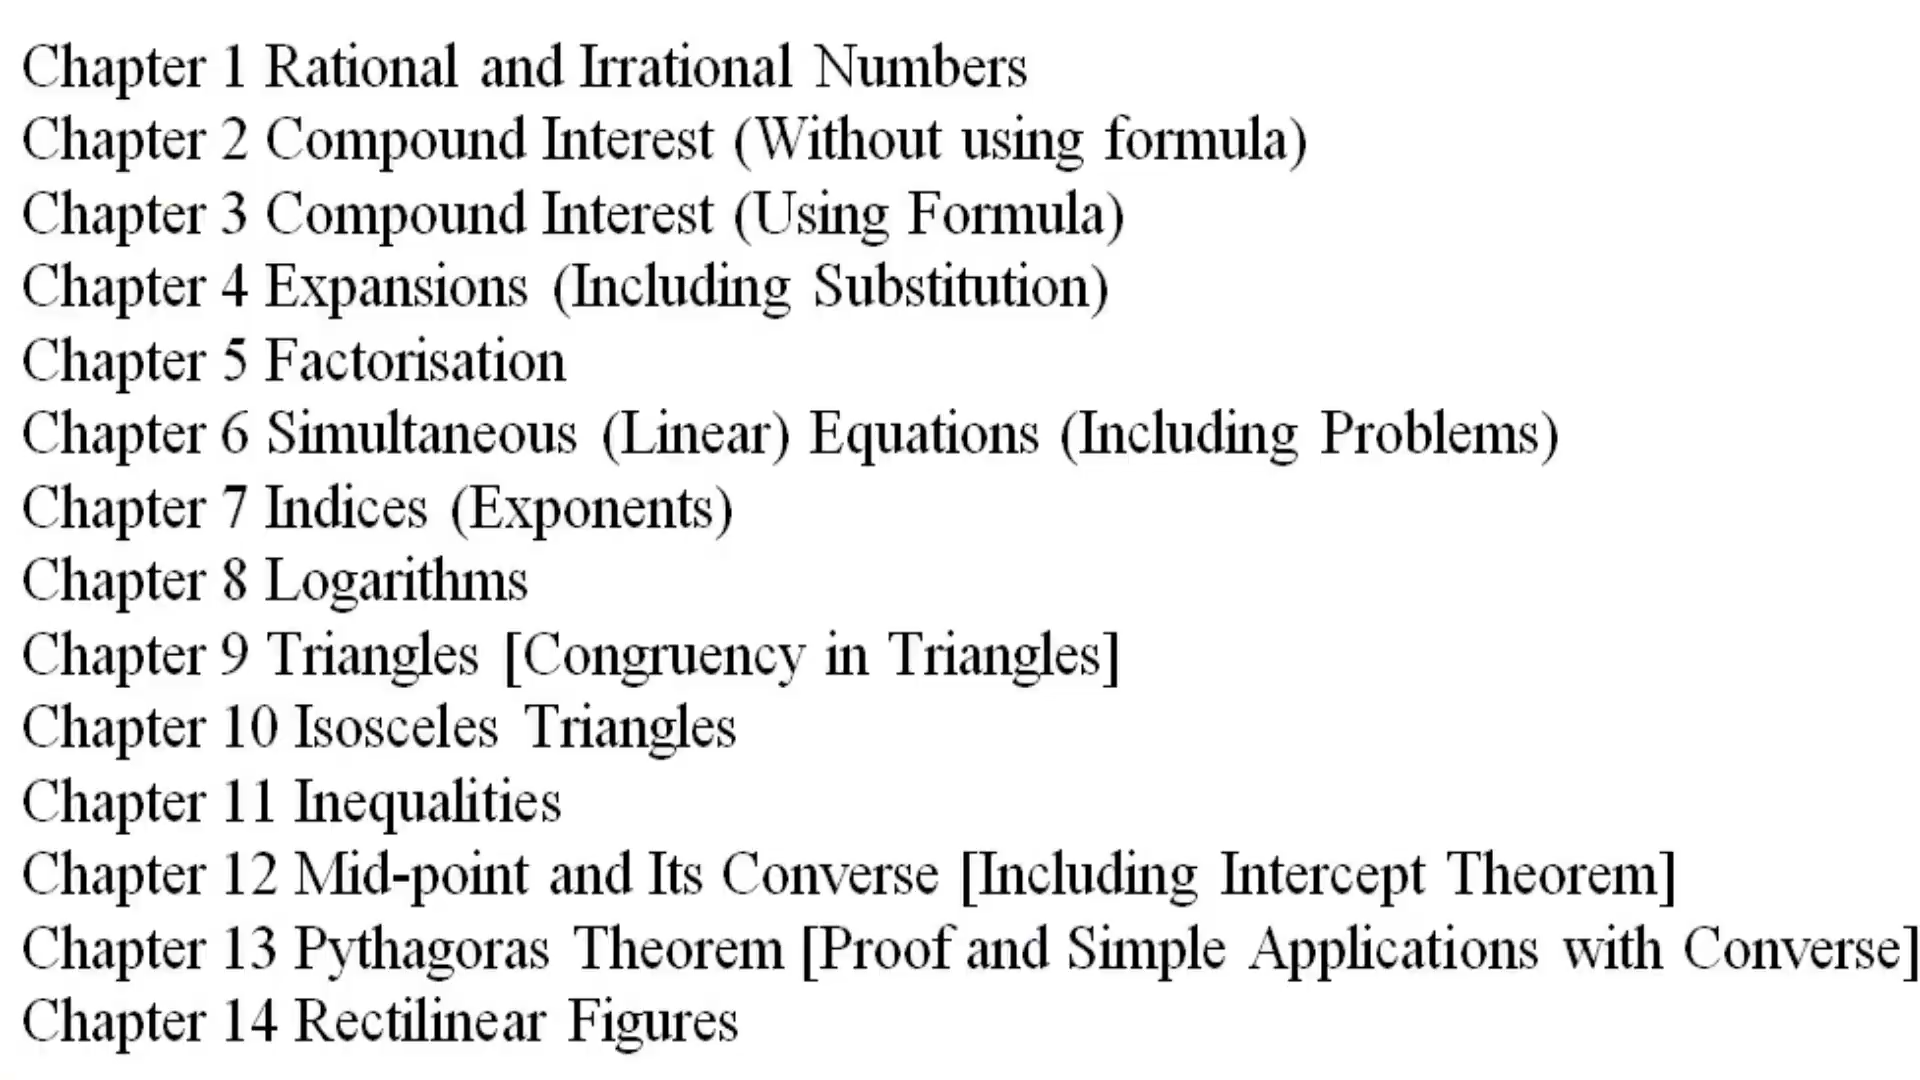 Chapter 1 Rational and Irrational Numbers
Chapter 2 Compound Interest (Without using formula)
Chapter 3 Compound Interest (Using Formula)
Chapter 4 Expansions (Including Substitution)
Chapter 5 Factorisation
Chapter 6 Simultaneous (Linear) Equations (Including Problems)
Chapter 7 Indices (Exponents)
Chapter 8 Logarithms
Chapter 9 Triangles [Congruency in Triangles]
Chapter 10 Isosceles Triangles
Chapter 11 Inequalities
Chapter 12 Mid-point and Its Converse [Including Intercept Theorem]
Chapter 13 Pythagoras Theorem [Proof and Simple Applications with Converse]
Chapter 14 Rectilinear Figures